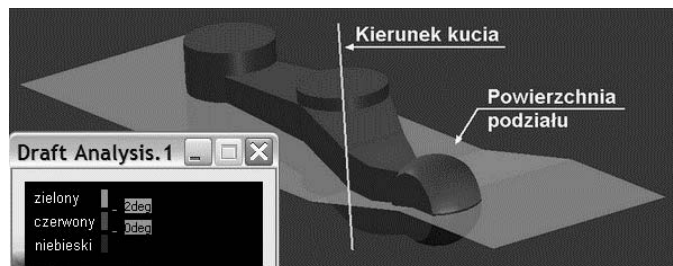 Kierunek kucia
Powierzchnia
podziału
Draft Analysis.1
zielony
2deg
czerwony
0deg
niebieski